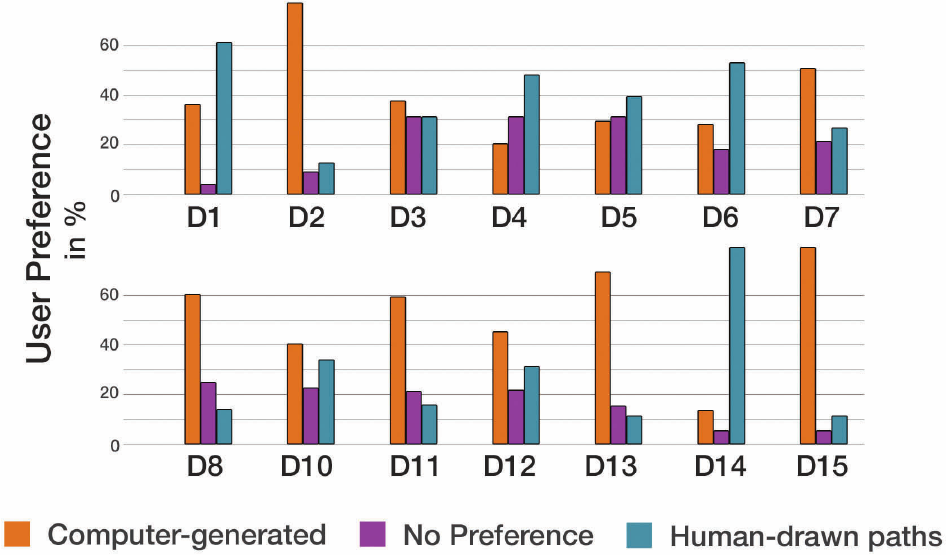 User Preference
in %
60
40
20
0
D1 D2 D3 D4 D5 D6 D7
60
40
20
0
D8 D10 D11 D12 D13 D14 D15
Computer-generated No Preference Human-drawn paths